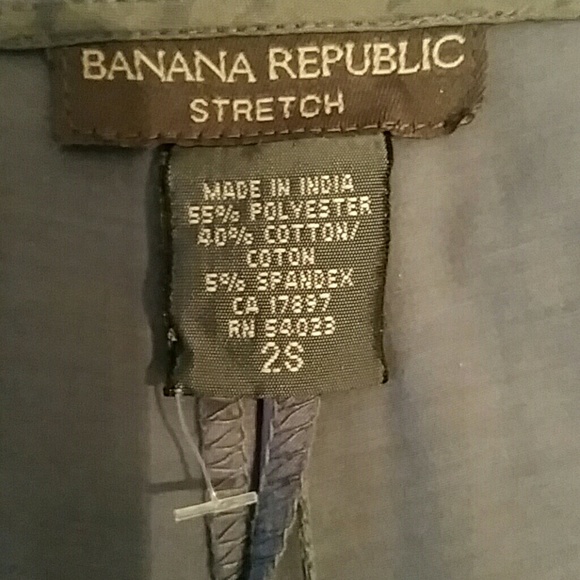 BANANA REPUBLIC
STRETCH
MADE IN INDIA
55% POLYESTER
40% COTTON/
COTON
5% SPANDEX
CA 17897
RN 54023
2S